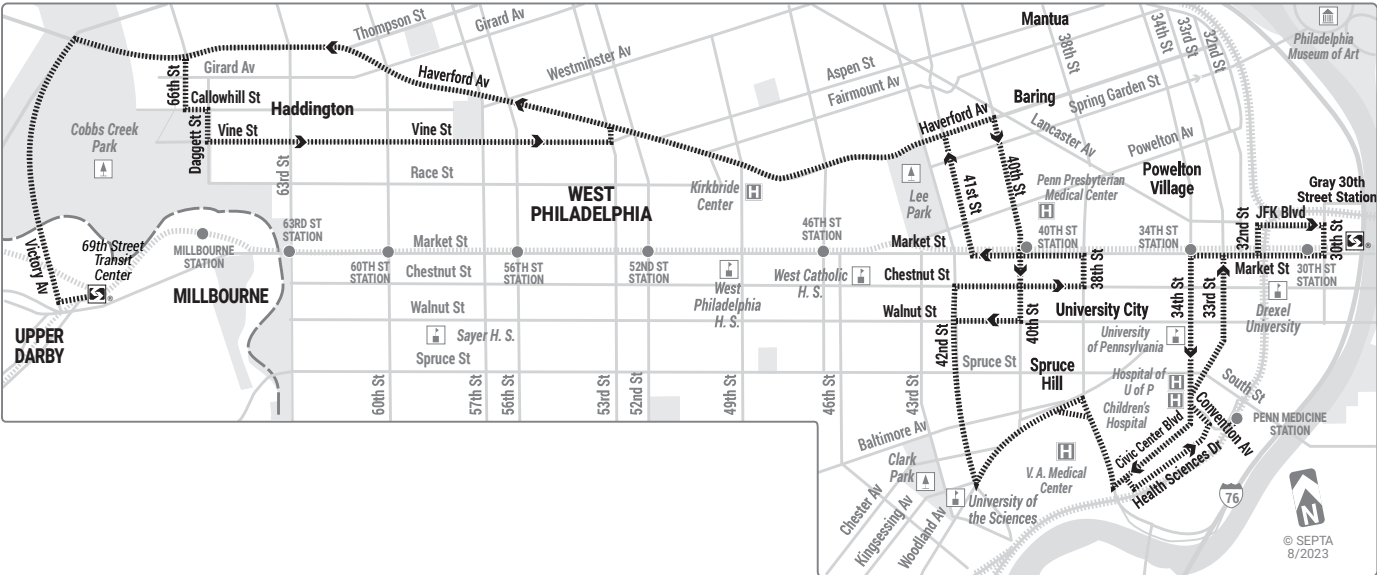 Thompson St
Girard Av
Mantua
34th St
33rd St
32nd St
Philadelphia
Museum of Art
38th St
Westminster Av
Girard Av
66th St
Haverford Av
Aspen St
Fairmount Av
Spring Garden St
Baring
Callowhill St
Haddington
Haverford Av
Lancaster Av
Powelton Av
Cobbs Creek
Park
Daggett St
Vine St
Vine St
63rd St
Race St
WEST
PHILADELPHIA
Kirkbride
Center
Lee
Park
41st St
40th St
Penn Presbyterian
Medical Center
Powelton
Village
Gray 30th
Street Station
JFK Blvd
32nd St
30th St
Victory Av
69th Street
Transit
Center
MILLBOURNE
STATION
63RD ST
STATION
Market St
46TH ST
STATION
Market St
40TH ST
STATION
34TH ST
STATION
Market St
30TH ST
STATION
60TH ST
STATION
56TH ST
STATION
52ND ST
STATION
Chestnut St
West
Philadelphia
H. S.
West Catholic
H. S.
Chestnut St
38th St
MILLBOURNE
Walnut St
Walnut St
40th St
University City
34th St
33rd St
Drexel
University
UPPER
DARBY
Sayer H. S.
Spruce St
42nd St
Spruce St
University
of Pennsylvania
Spruce
Hill
Hospital of
U of P
Children's
Hospital
South St
60th St
57th St
56th St
53rd St
52nd St
49th St
46th St
43rd St
Convention Av
PENN MEDICINE
STATION
Baltimore Av
Civic Center Blvd
Health Sciences Dr
V. A. Medical
Center
Clark
Park
University of
the Sciences
Chester Av
Kingsessing Av
Woodland Av
76
N
© SEPTA
8/2023